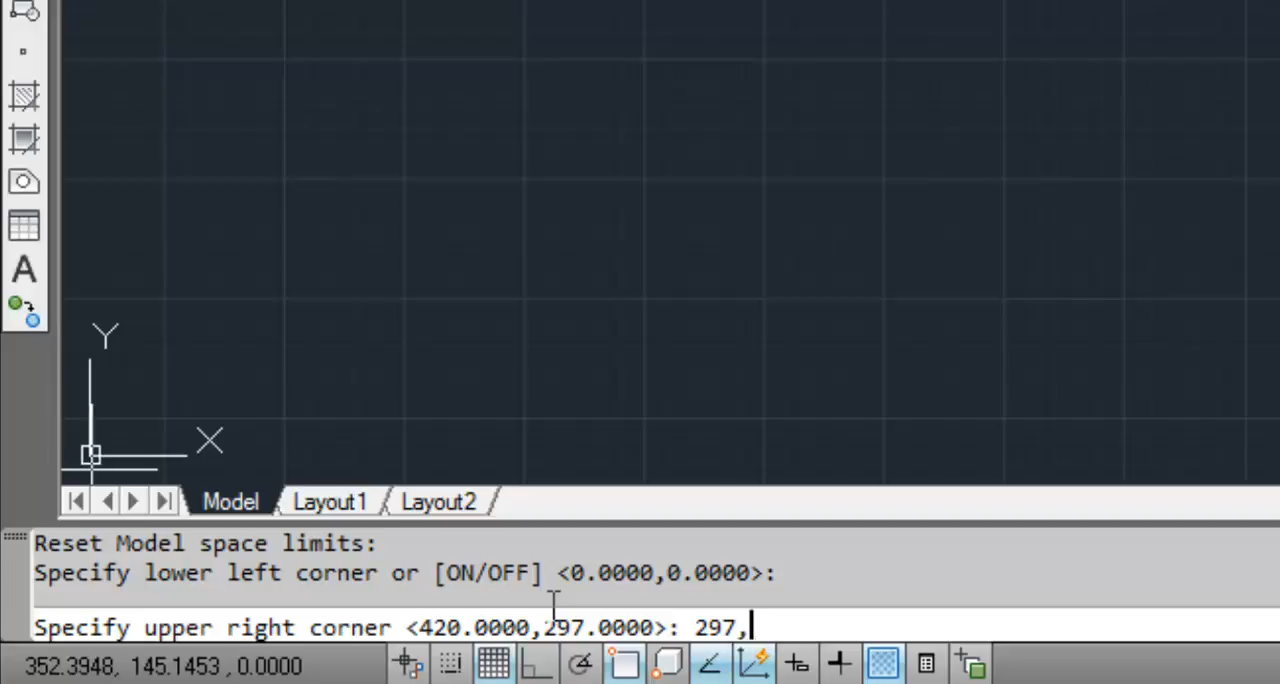 A
Y
X
Model Layout1 Layout2
Reset Model space limits:
Specify lower left corner or [ON/OFF] <0.0000,0.0000>:
Specify upper right corner <420.0000,297.0000>: 297,
352.3948, 145.1453 , 0.0000